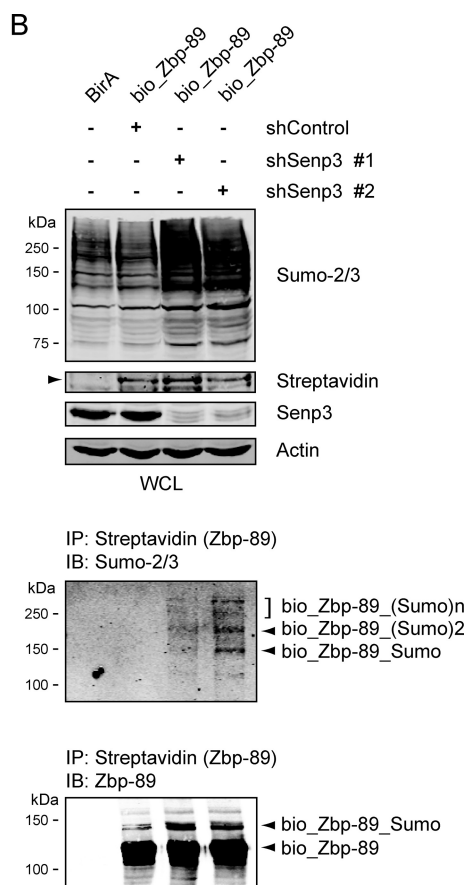 B
BirA bio_Zbp-89 bio_Zbp-89 bio_Zbp-89
- + - - shControl
- - + - shSenp3 #1
- - - + shSenp3 #2
kDa
250 -
150 -
Sumo-2/3
100 -
75 -
Streptavidin
Senp3
Actin
WCL
IP: Streptavidin (Zbp-89)
IB: Sumo-2/3
kDa
bio_Zbp-89_(Sumo)n
250 -
bio_Zbp-89_(Sumo)2
150 -
bio_Zbp-89_Sumo
100 -
IP: Streptavidin (Zbp-89)
IB: Zbp-89
kDa
150 -
bio_Zbp-89_Sumo
bio_Zbp-89
100 -